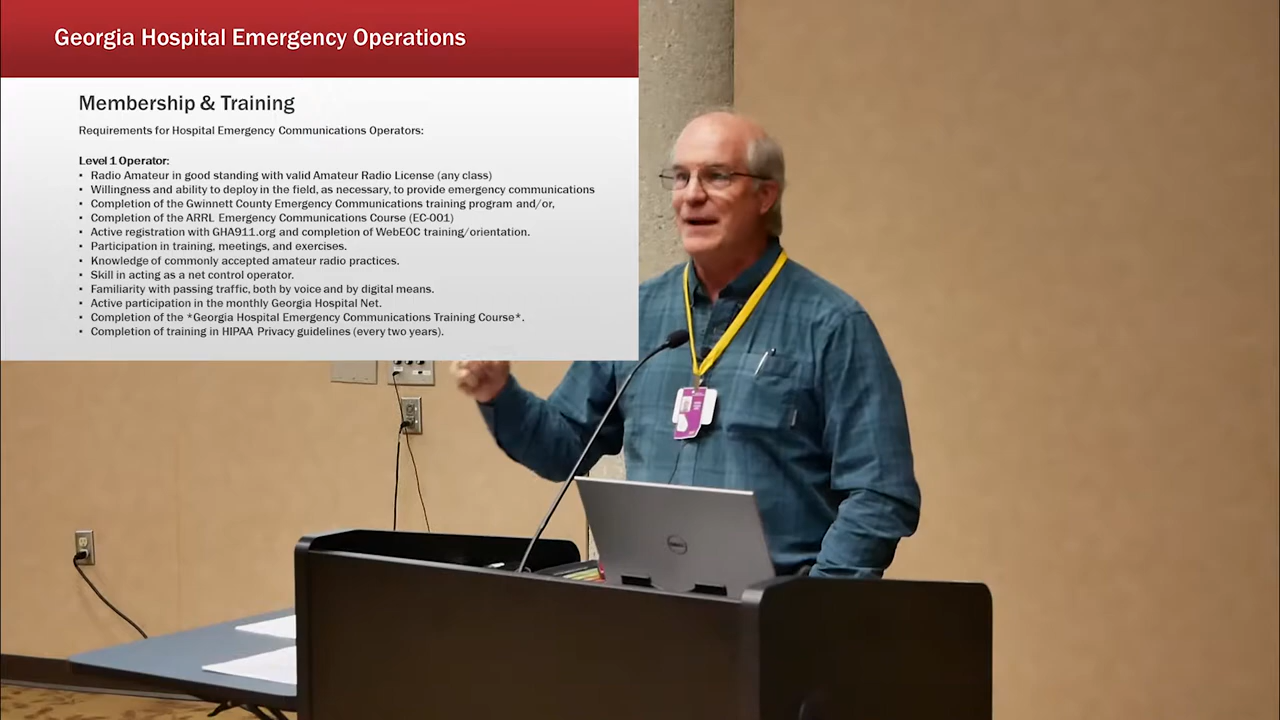 Georgia Hospital Emergency Operations
Membership & Training
Requirements for Hospital Emergency Communications Operators:
Level 1 Operator:
▪ Radio Amateur in good standing with valid Amateur Radio License (any class)
▪ Willingness and ability to deploy in the field, as necessary, to provide emergency communications
▪ Completion of the Gwinnett County Emergency Communications training program and/or,
▪ Completion of the ARRL Emergency Communications Course (EC-001)
▪ Active registration with GHA911.org and completion of WebEOC training/orientation.
▪ Participation in training, meetings, and exercises.
▪ Knowledge of commonly accepted amateur radio practices.
▪ Skill in acting as a net control operator.
▪ Familiarity with passing traffic, both by voice and by digital means.
▪ Active participation in the monthly Georgia Hospital Net.
▪ Completion of the *Georgia Hospital Emergency Communications Training Course*.
▪ Completion of training in HIPAA Privacy guidelines (every two years).
DELL